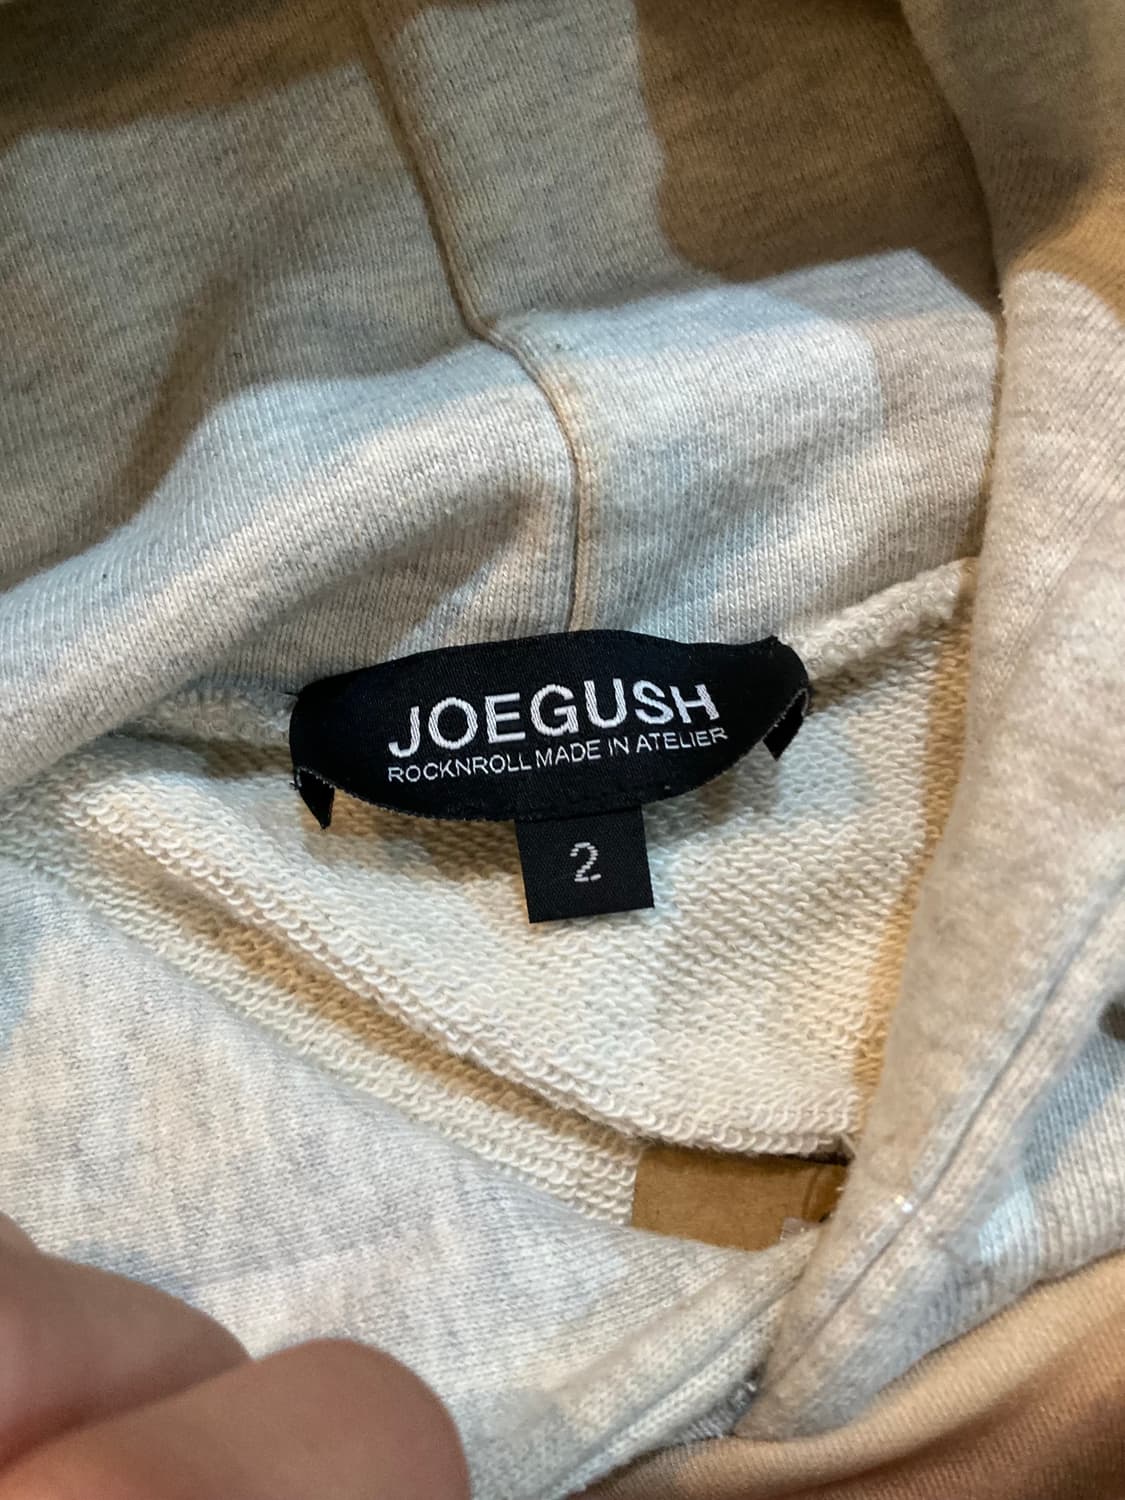 JOEGUSH
ROCKNROLL MADE IN ATELIER
2